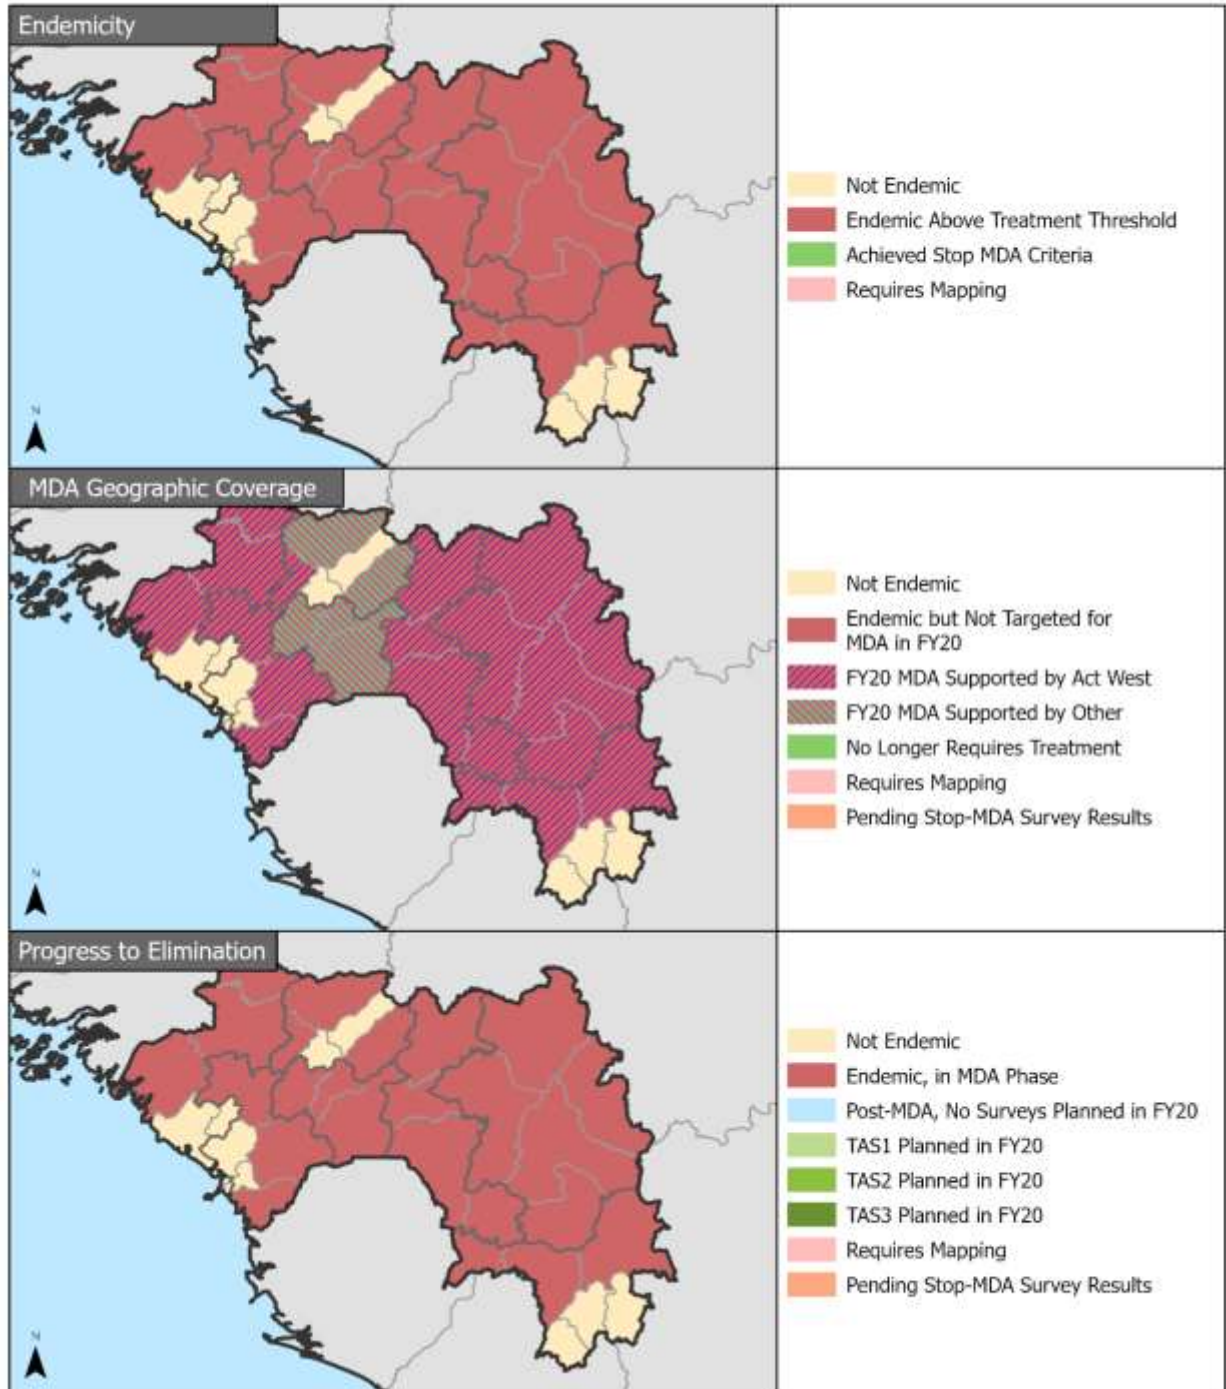 Endemicity
Not Endemic
Endemic Above Treatment Threshold
Achieved Stop MDA Criteria
Requires Mapping
N
MDA Geographic Coverage
Not Endemic
Endemic but Not Targeted for
MDA in FY20
FY20 MDA Supported by Act West
FY20 MDA Supported by Other
No Longer Requires Treatment
Requires Mapping
Pending Stop-MDA Survey Results
N
Progress to Elimination
Not Endemic
Endemic, in MDA Phase
Post-MDA, No Surveys Planned in FY20
TAS1 Planned in FY20
TAS2 Planned in FY20
TAS3 Planned in FY20
Requires Mapping
Pending Stop-MDA Survey Results
N